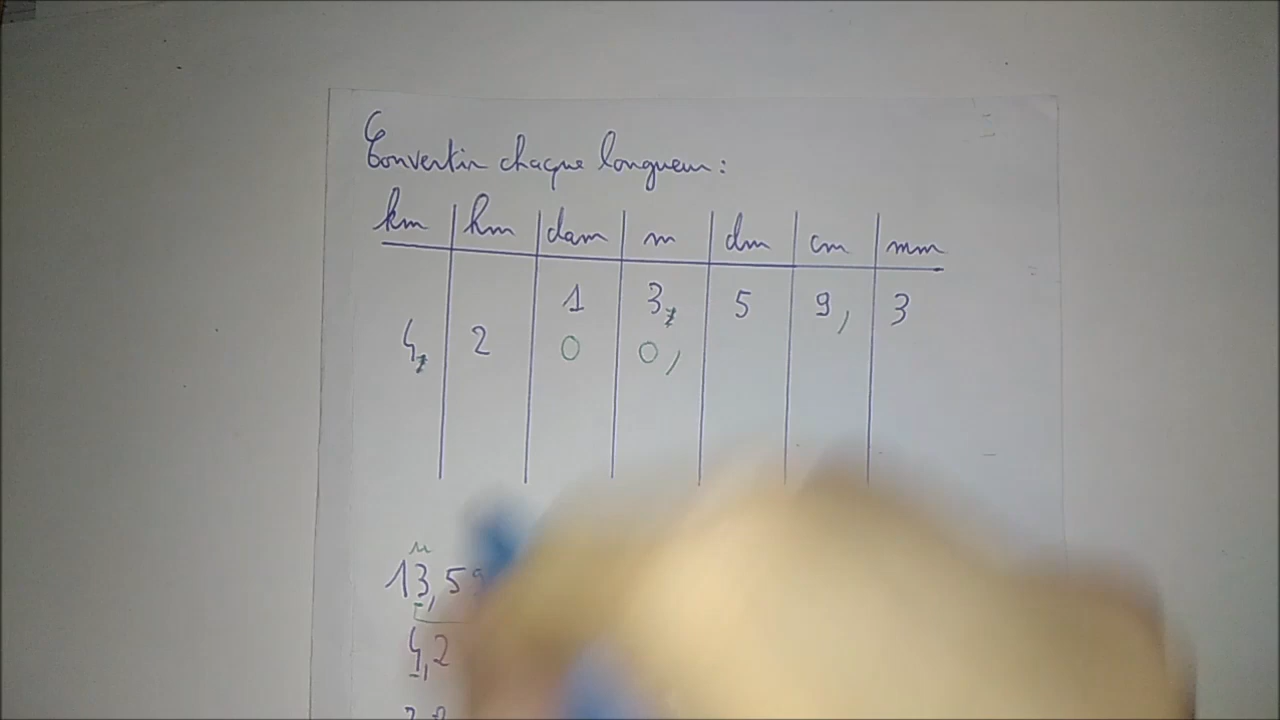 Convertir chaque longueur :
km hm dam m dm cm mm
1 3, 5 9, 3
4, 2 0 0,
u
13,59
4,2